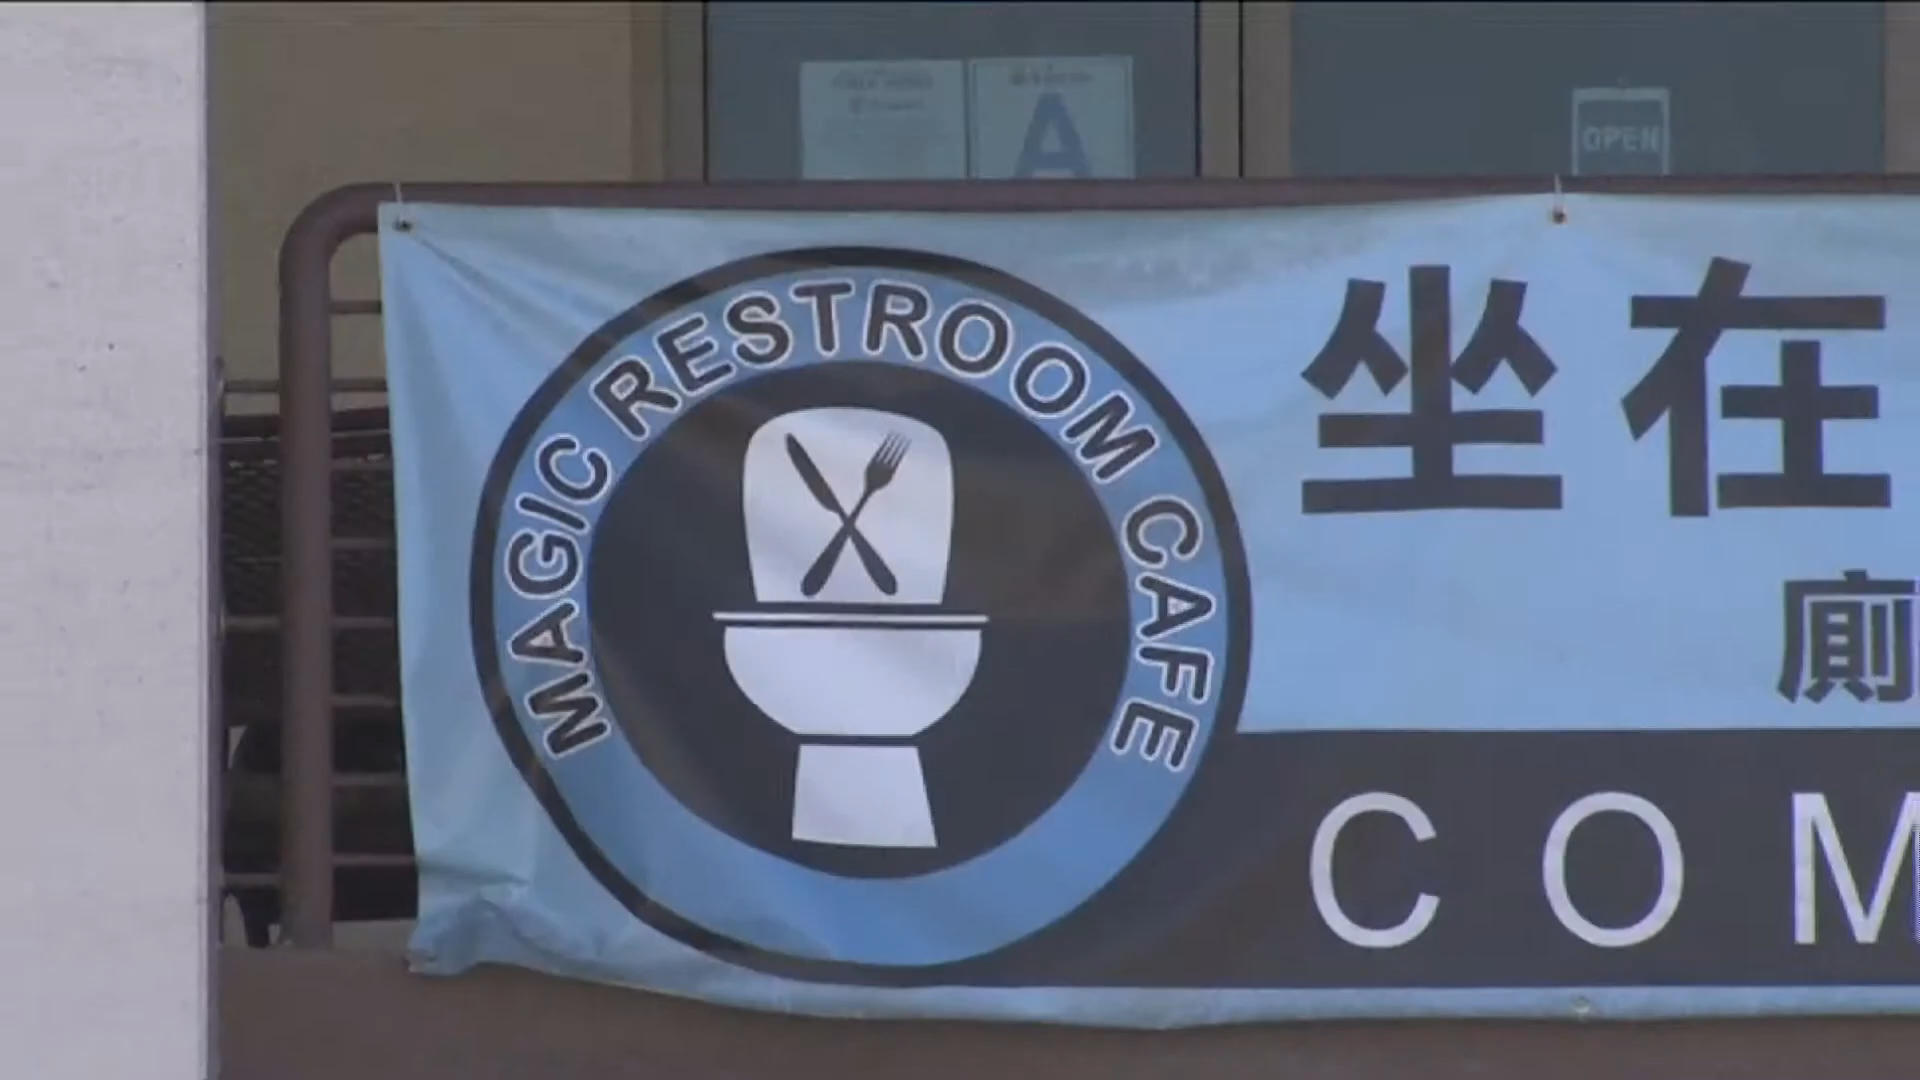 A
OPEN
MAGIC RESTROOM CAFE
坐在
廁
COM